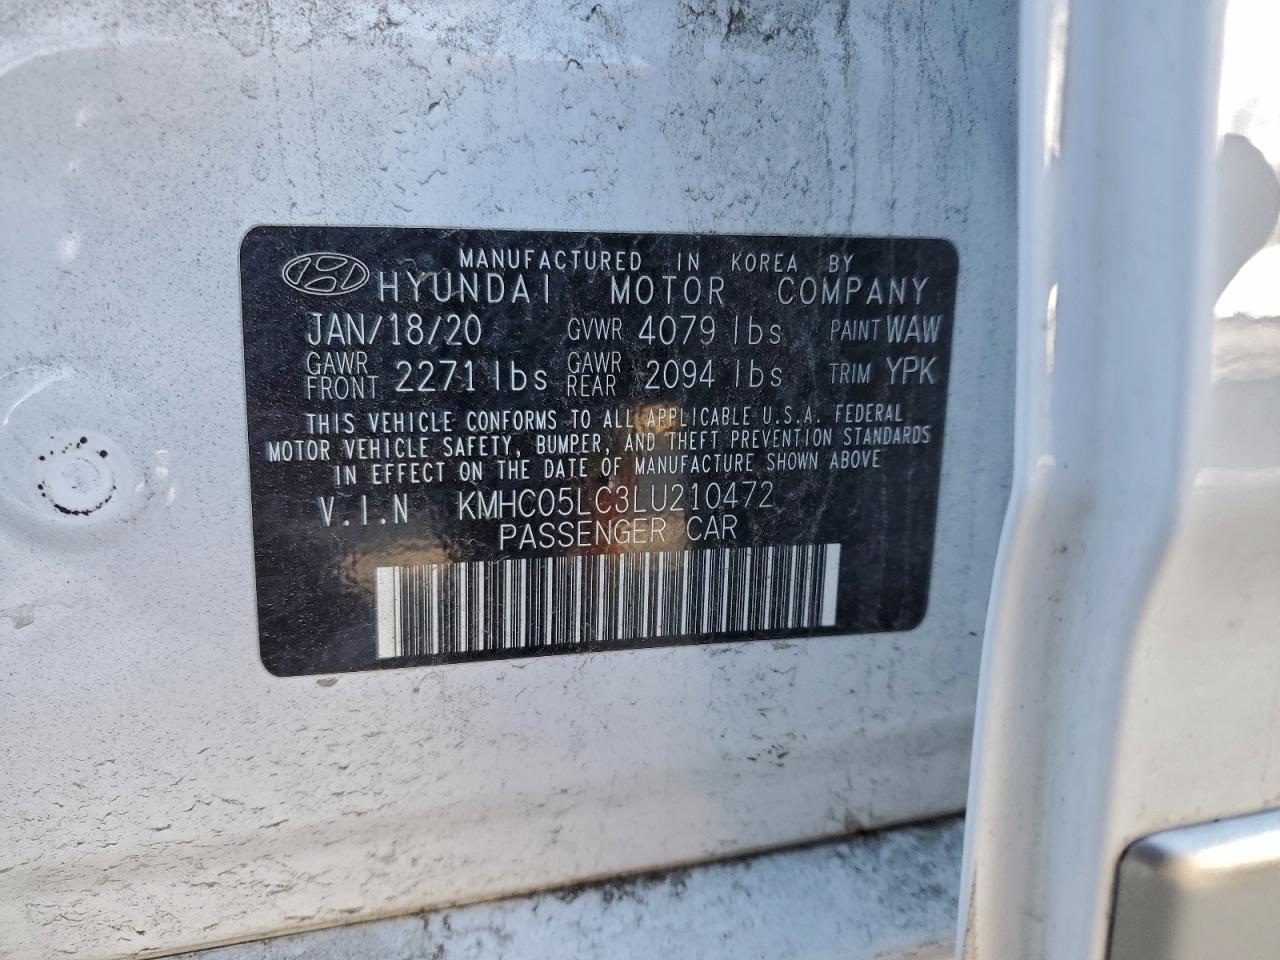 MANUFACTURED IN KOREA BY
HYUNDAI MOTOR COMPANY
JAN/18/20 GVWR 4079 lbs PAINT WAW
GAWR FRONT 2271 lbs GAWR REAR 2094 lbs TRIM YPK
THIS VEHICLE CONFORMS TO ALL APPLICABLE U.S.A. FEDERAL
MOTOR VEHICLE SAFETY, BUMPER, AND THEFT PREVENTION STANDARDS
IN EFFECT ON THE DATE OF MANUFACTURE SHOWN ABOVE
V.I.N KMHC05LC3LU210472
PASSENGER CAR